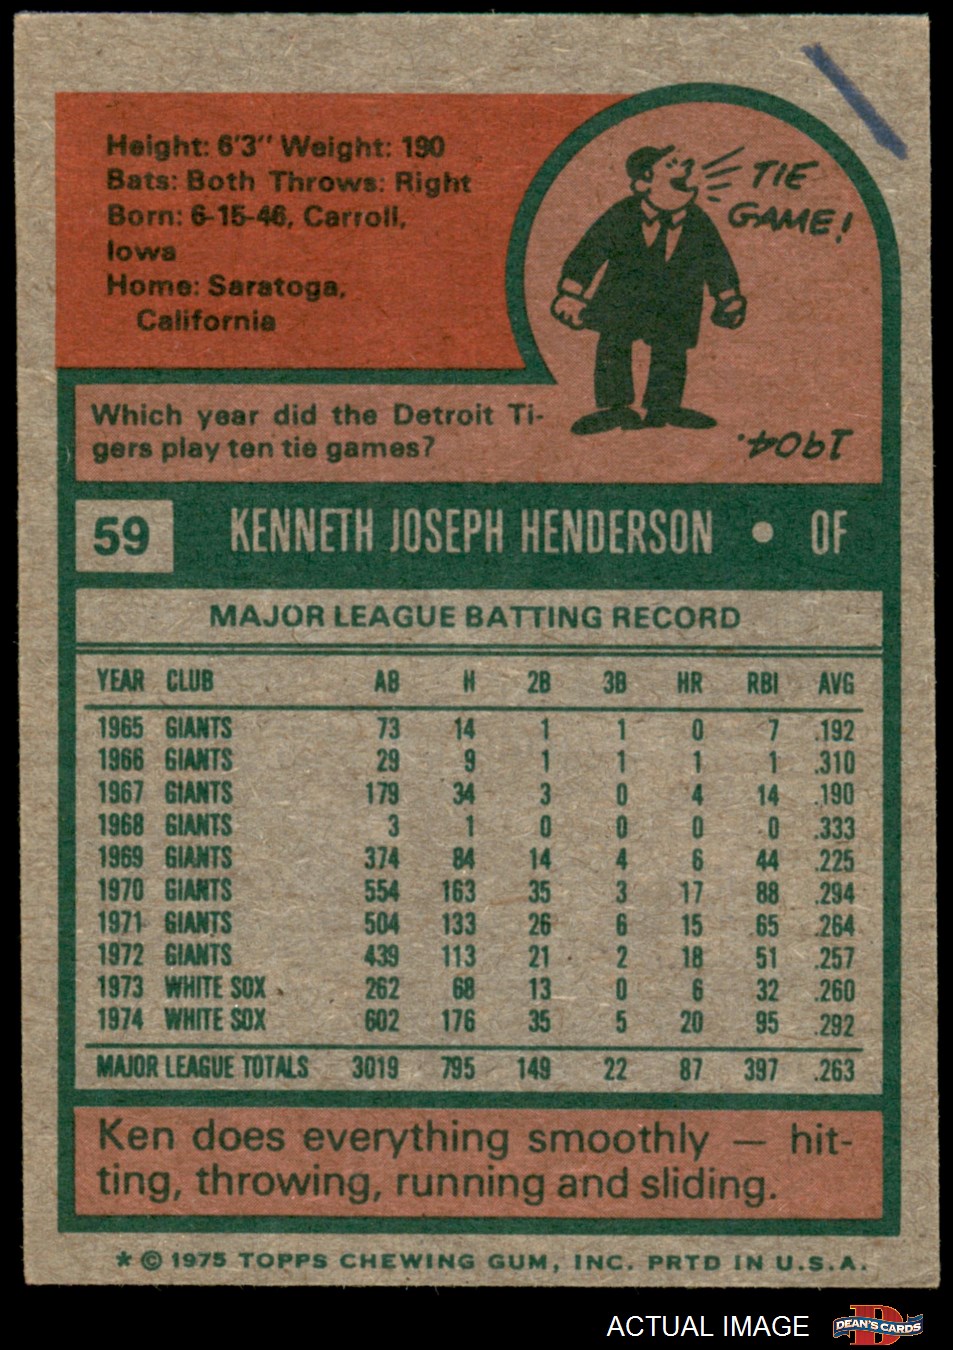 Height: 6'3" Weight: 190
Bats: Both Throws: Right
Born: 6-15-46, Carroll,
Iowa
Home: Saratoga,
California
TIE
GAME!
Which year did the Detroit Ti-
gers play ten tie games?
1904.
59 KENNETH JOSEPH HENDERSON • OF
MAJOR LEAGUE BATTING RECORD
YEAR CLUB AB H 2B 3B HR RBI AVG
1965 GIANTS 73 14 1 1 0 7 .192
1966 GIANTS 29 9 1 1 1 1 .310
1967 GIANTS 179 34 3 0 4 14 .190
1968 GIANTS 3 1 0 0 0 0 .333
1969 GIANTS 374 84 14 4 6 44 .225
1970 GIANTS 554 163 35 3 17 88 .294
1971 GIANTS 504 133 26 6 15 65 .264
1972 GIANTS 439 113 21 2 18 51 .257
1973 WHITE SOX 262 68 13 0 6 32 .260
1974 WHITE SOX 602 176 35 5 20 95 .292
MAJOR LEAGUE TOTALS 3019 795 149 22 87 397 .263
Ken does everything smoothly — hit-
ting, throwing, running and sliding.
* © 1975 TOPPS CHEWING GUM, INC. PRTD IN U.S.A.
ACTUAL IMAGE D DEAN'S CARDS